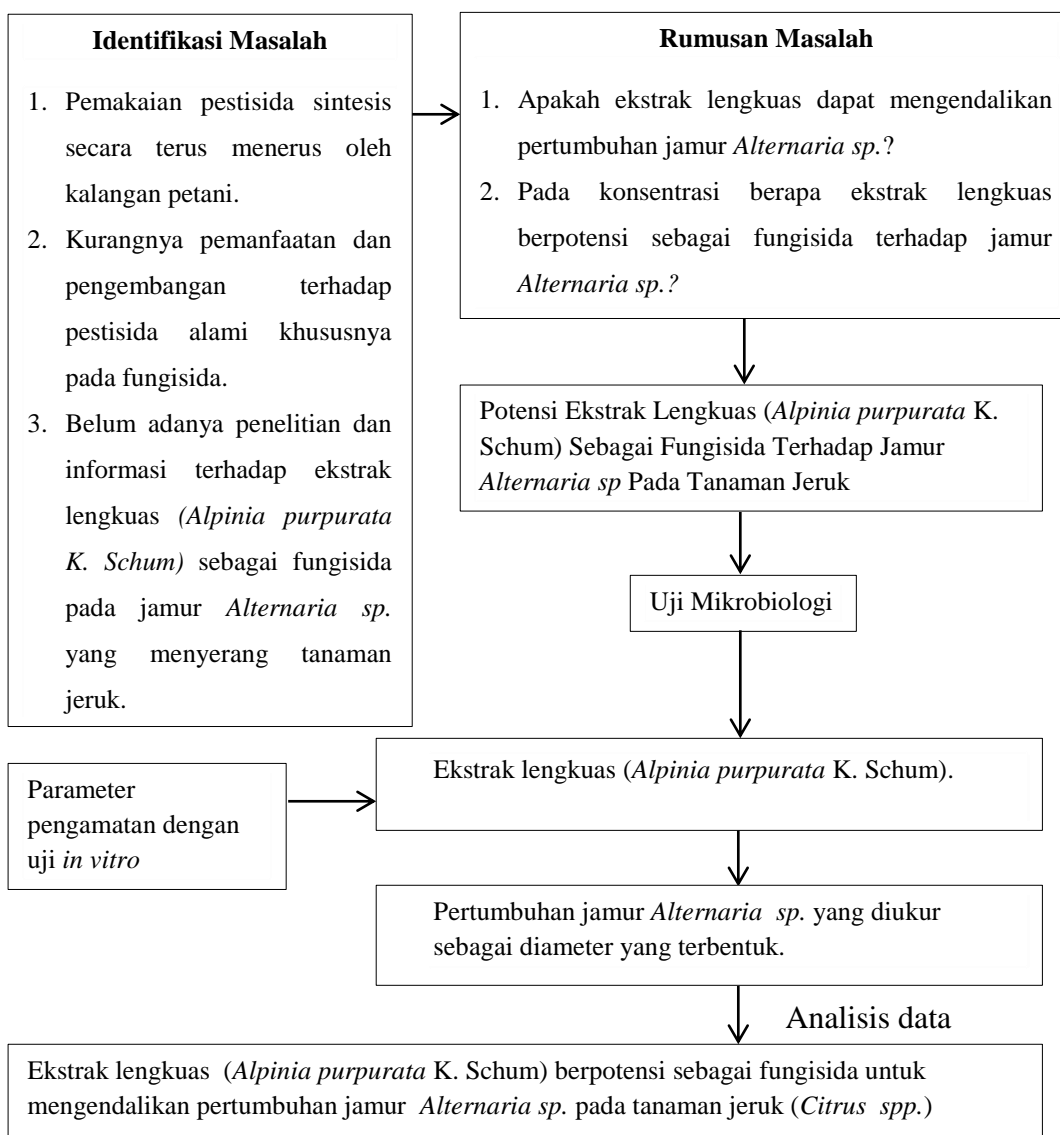 Identifikasi Masalah
1. Pemakaian pestisida sintesis
secara terus menerus oleh
kalangan petani.
2. Kurangnya pemanfaatan dan
pengembangan terhadap
pestisida alami khususnya
pada fungisida.
3. Belum adanya penelitian dan
informasi terhadap ekstrak
lengkuas (Alpinia purpurata
K. Schum) sebagai fungisida
pada jamur Alternaria sp.
yang menyerang tanaman
jeruk.
Rumusan Masalah
1. Apakah ekstrak lengkuas dapat mengendalikan
pertumbuhan jamur Alternaria sp.?
2. Pada konsentrasi berapa ekstrak lengkuas
berpotensi sebagai fungisida terhadap jamur
Alternaria sp.?
Potensi Ekstrak Lengkuas (Alpinia purpurata K.
Schum) Sebagai Fungisida Terhadap Jamur
Alternaria sp Pada Tanaman Jeruk
Uji Mikrobiologi
Parameter
pengamatan dengan
uji in vitro
Ekstrak lengkuas (Alpinia purpurata K. Schum).
Pertumbuhan jamur Alternaria sp. yang diukur
sebagai diameter yang terbentuk.
Analisis data
Ekstrak lengkuas (Alpinia purpurata K. Schum) berpotensi sebagai fungisida untuk
mengendalikan pertumbuhan jamur Alternaria sp. pada tanaman jeruk (Citrus spp.)